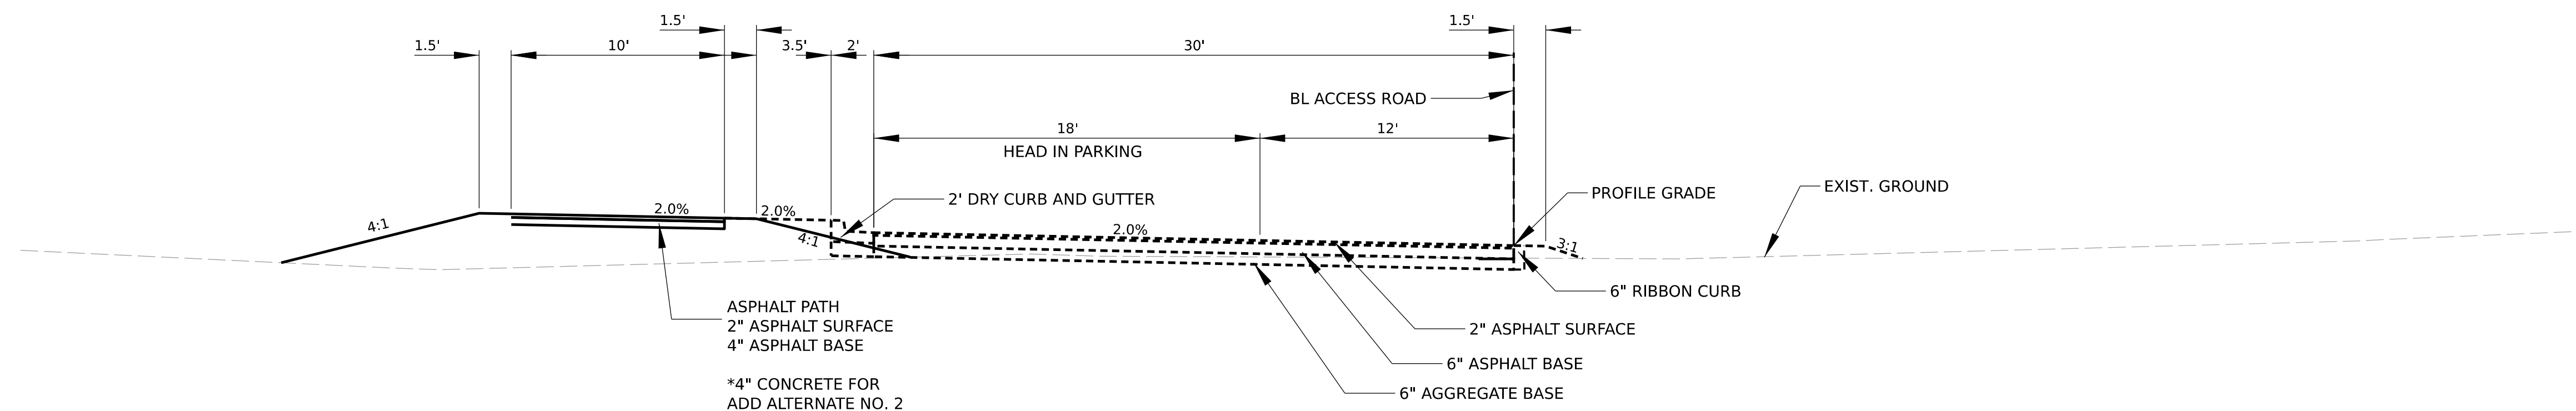 1.5'
1.5'
1.5'
10'
3.5'
2'
30'
BL ACCESS ROAD
18'
12'
HEAD IN PARKING
2' DRY CURB AND GUTTER
PROFILE GRADE
EXIST. GROUND
4:1
2.0%
2.0%
4:1
2.0%
3:1
6" RIBBON CURB
ASPHALT PATH
2" ASPHALT SURFACE
4" ASPHALT BASE
*4" CONCRETE FOR
ADD ALTERNATE NO. 2
2" ASPHALT SURFACE
6" ASPHALT BASE
6" AGGREGATE BASE